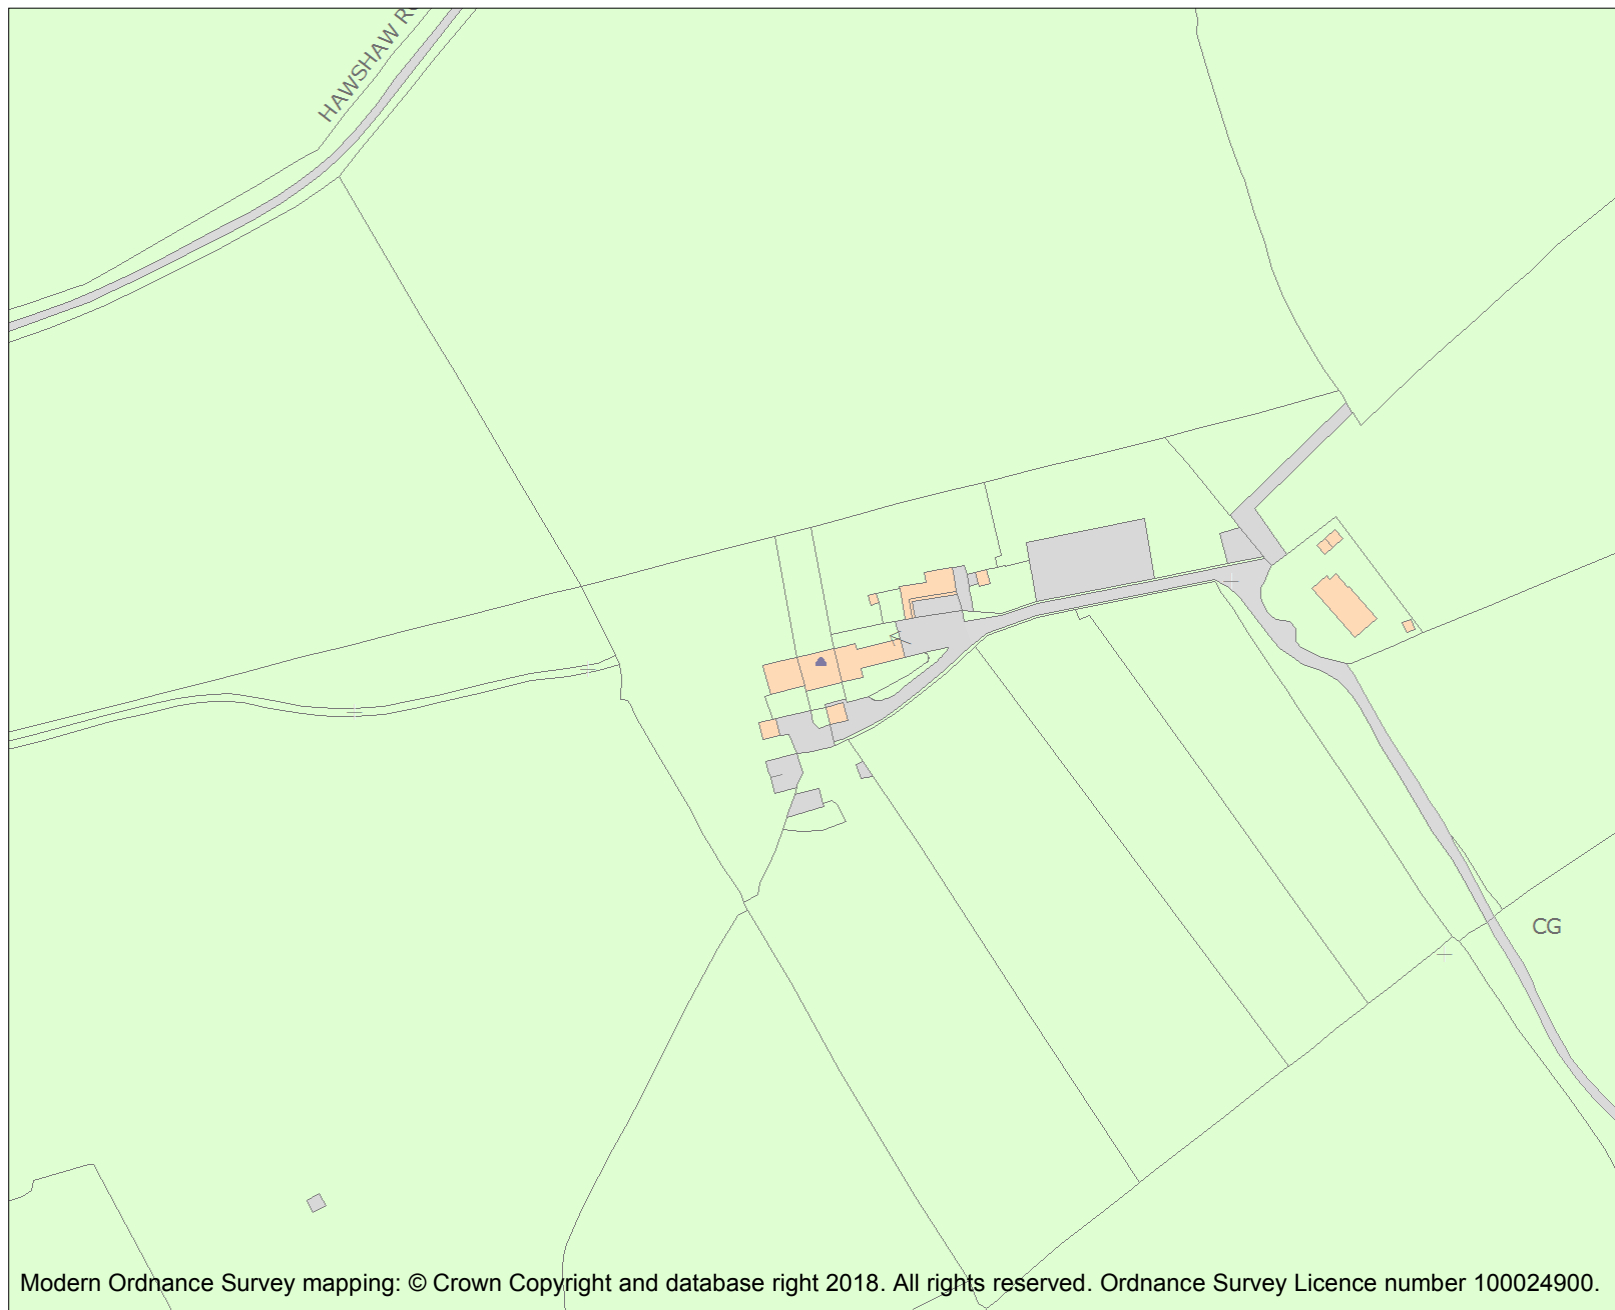 HAWSHAW
CG
Modern Ordnance Survey mapping: © Crown Copyright and database right 2018. All rights reserved. Ordnance Survey Licence number 100024900.